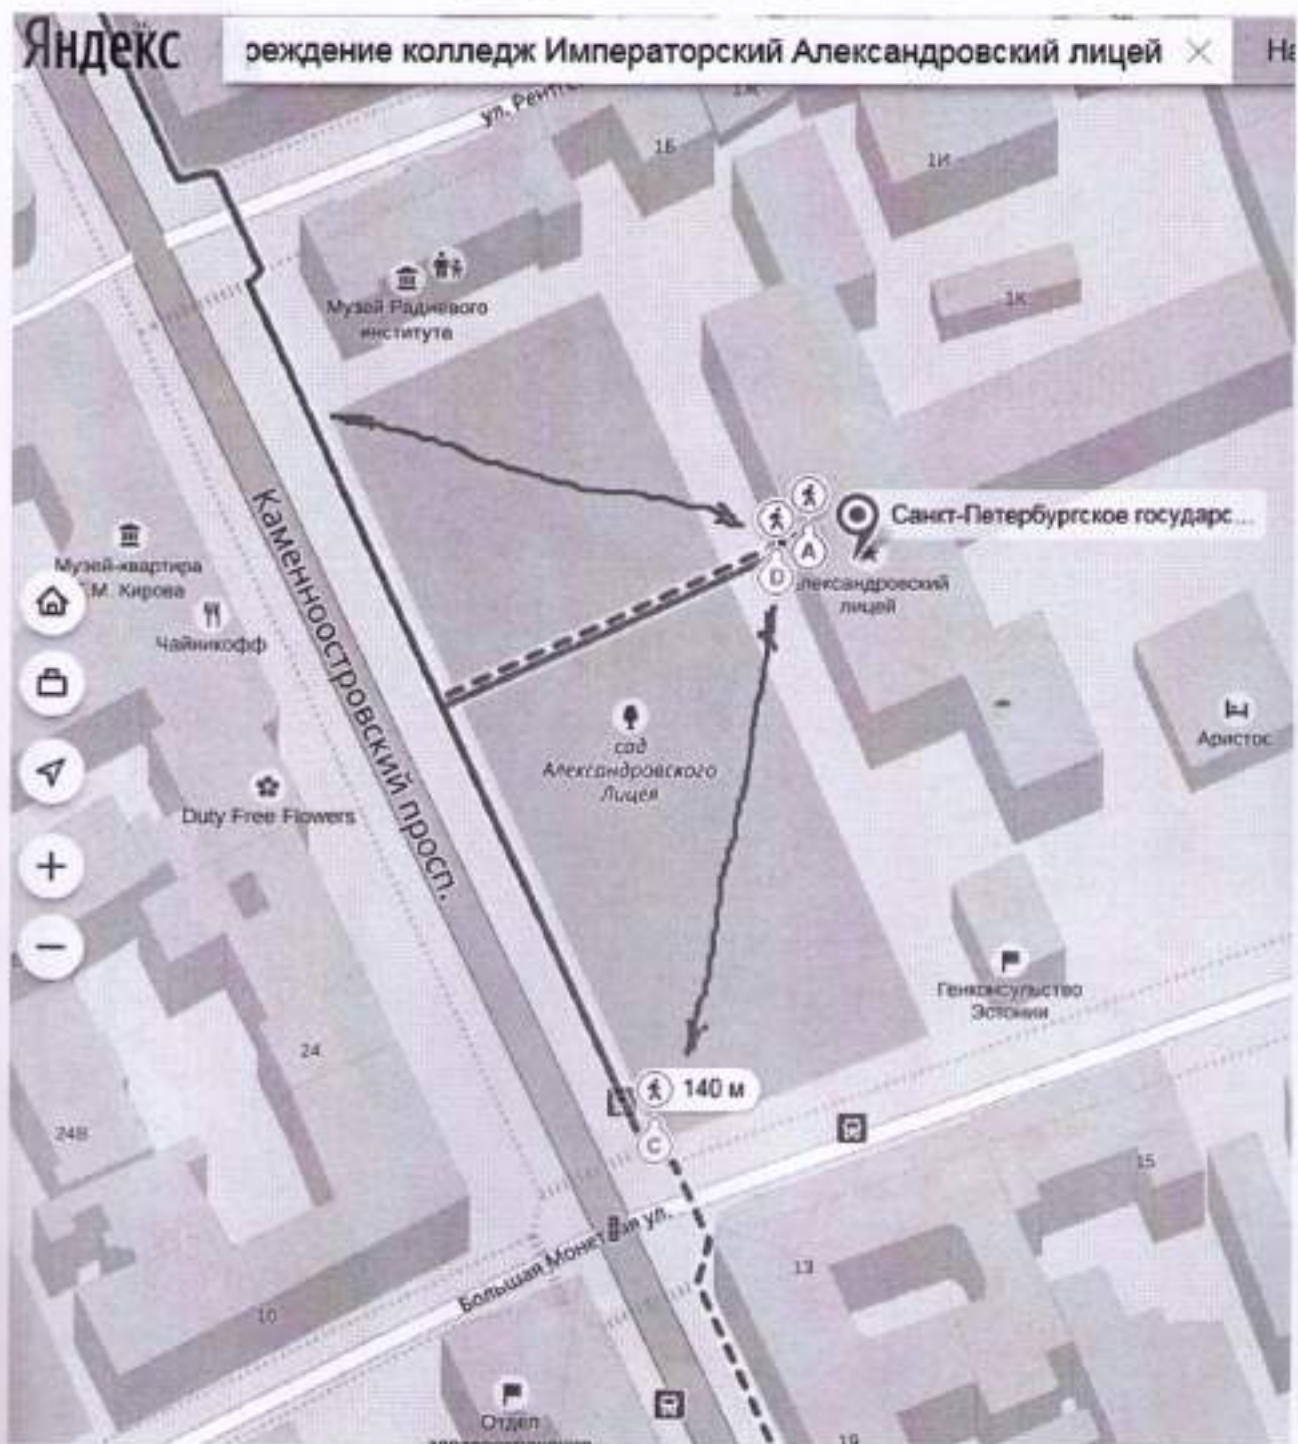 Яндекс
реждение колледж Императорский Александровский лицей
На
ул. Рентг
1Б
1И
1К
Музей Радиевого
института
Каменноостровский просп.
Санкт-Петербургское государс...
A
D
лександровский
лицей
Музей-квартира
С.М. Кирова
Чайникофф
сад
Александровского
Лицея
Аристос
Duty Free Flowers
Генконсульство
Эстонии
24
140 м
24В
C
15
Большая Монетная ул.
13
10
Отдел
здравоохранения
19